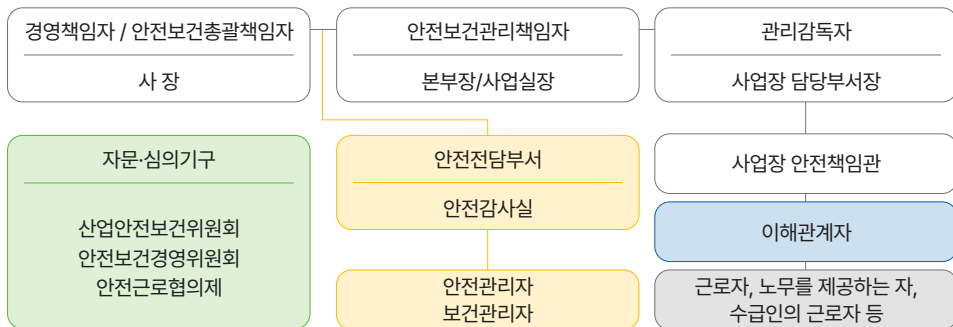 경영책임자 / 안전보건총괄책임자
사 장
안전보건관리책임자
본부장/사업실장
관리감독자
사업장 담당부서장
자문·심의기구
산업안전보건위원회
안전보건경영위원회
안전근로협의제
안전전담부서
안전감사실
안전관리자
보건관리자
사업장 안전책임관
이해관계자
근로자, 노무를 제공하는 자,
수급인의 근로자 등